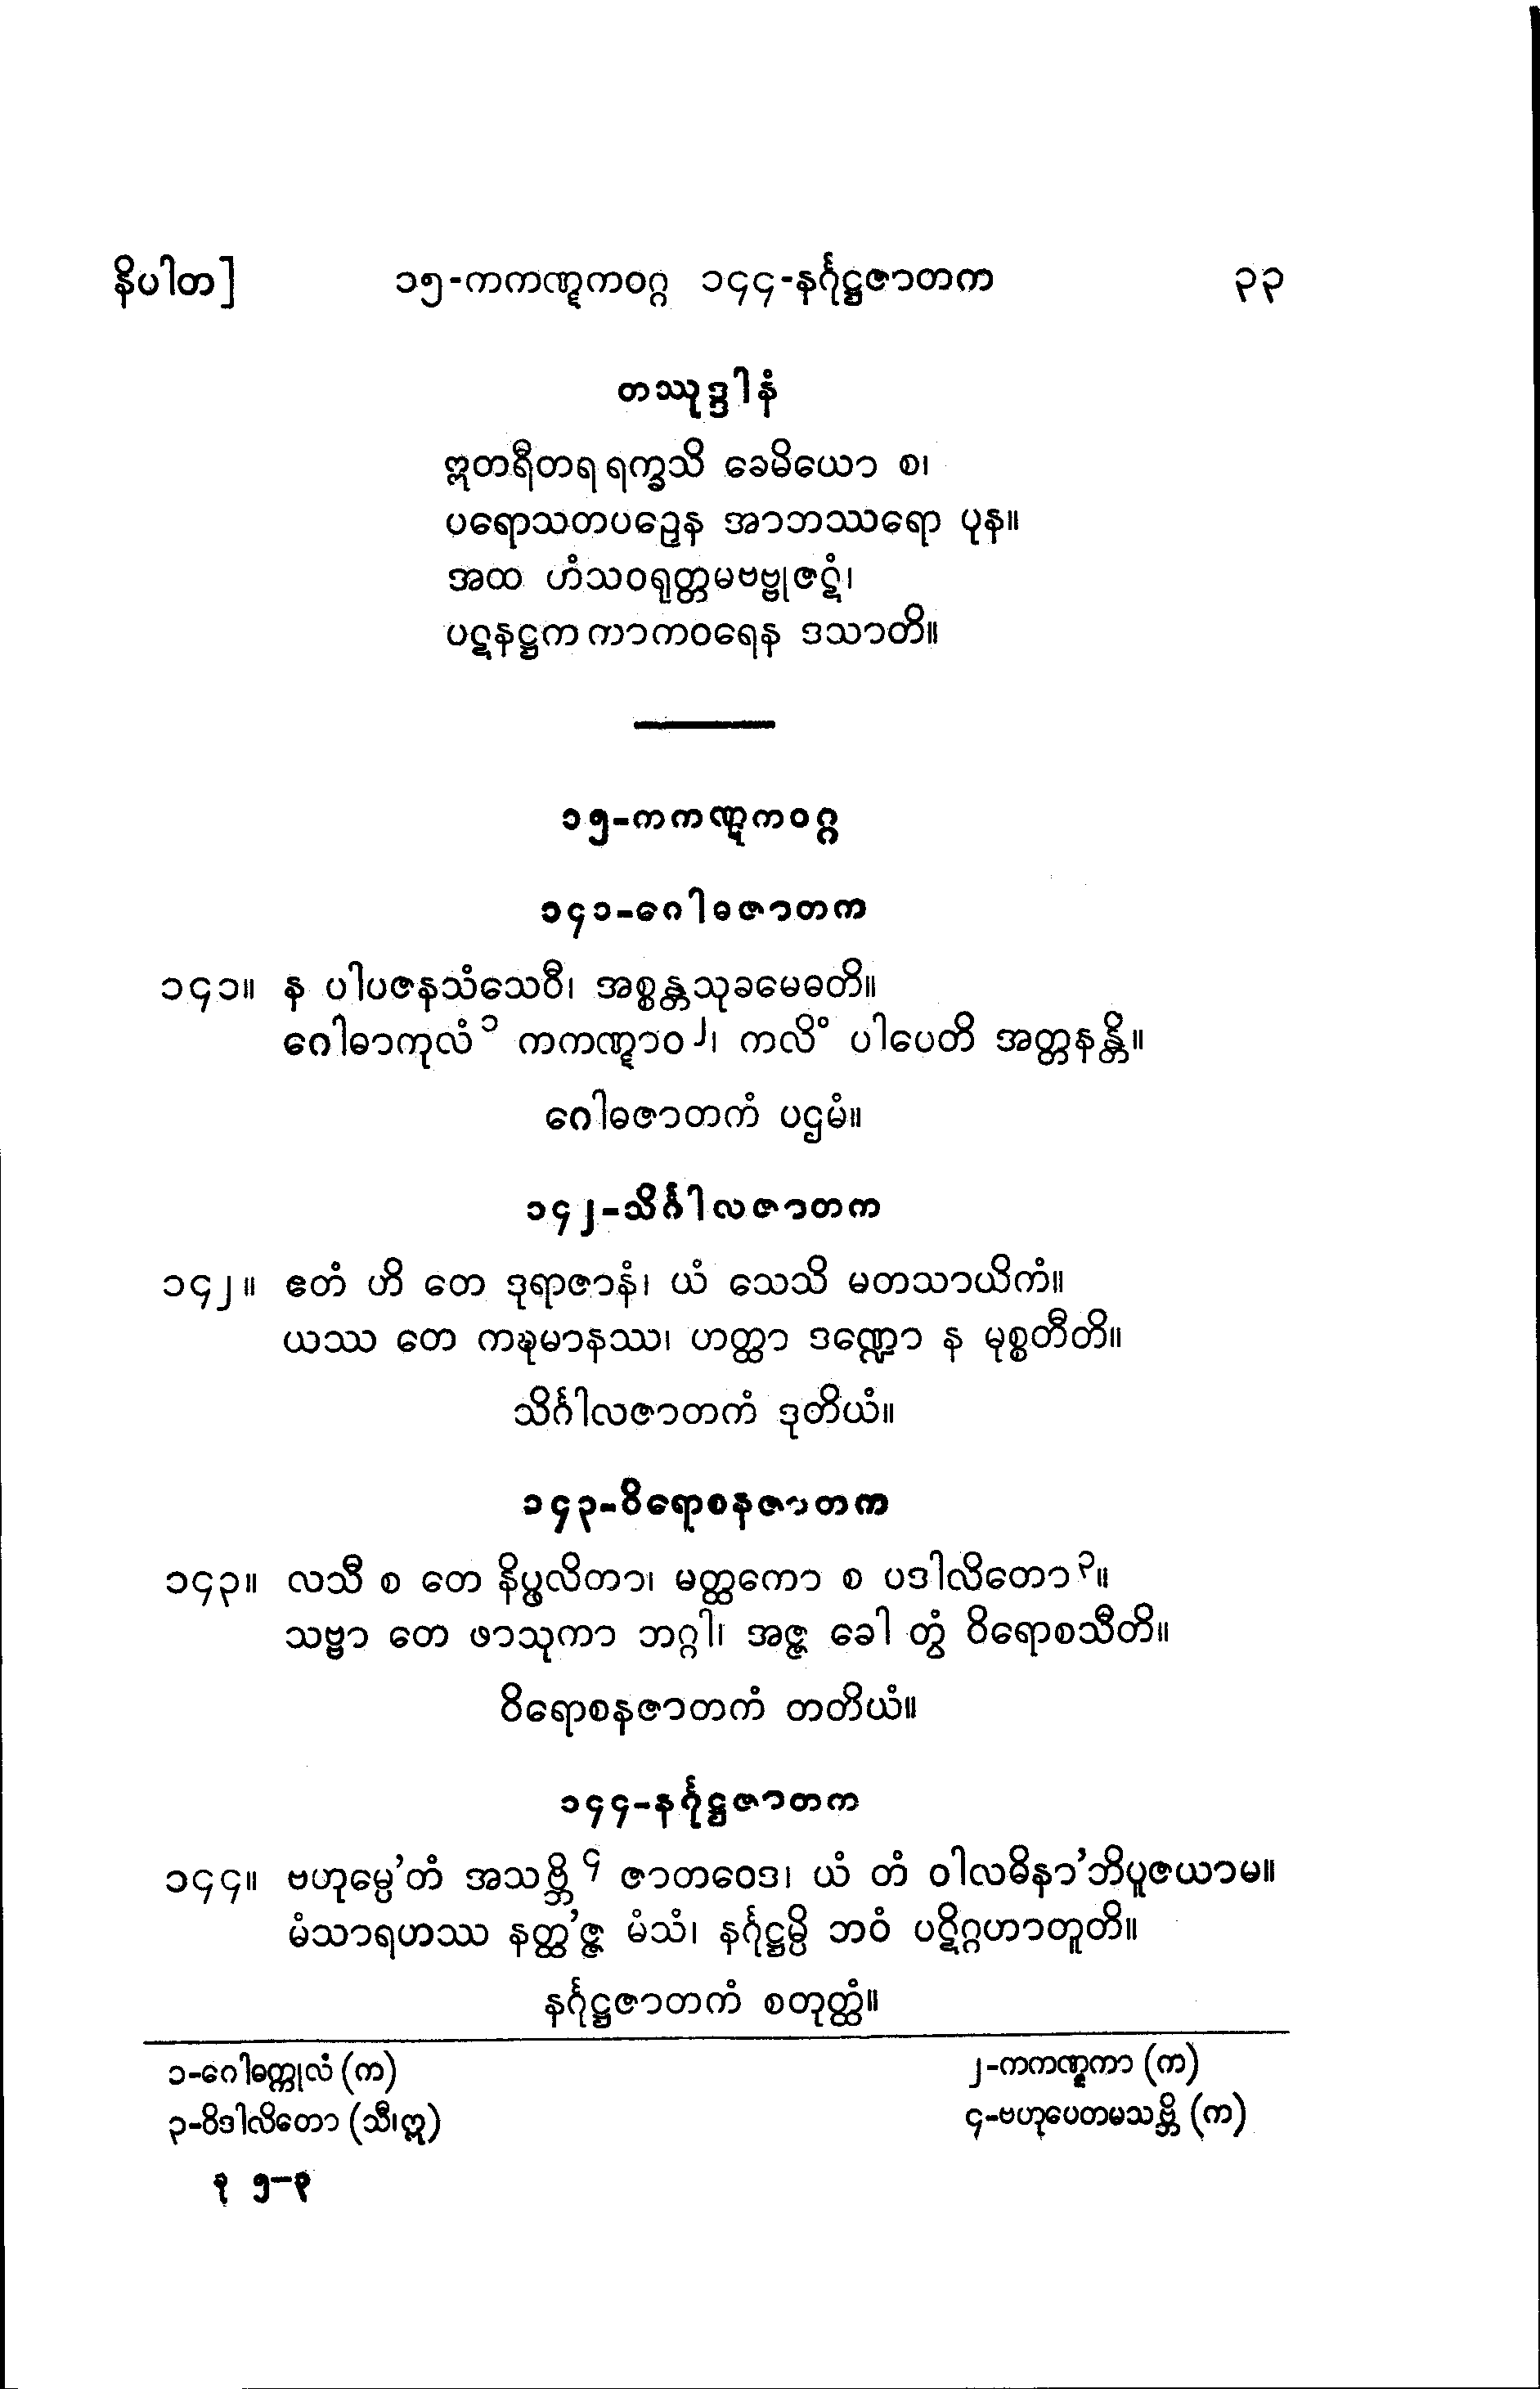 နိပါတ]	၁၅-ကကဏ္ဋကဝဂ္ဂ ၁၄၄-နင်္ဂုဋ္ဌဇာတက	၃၃
တဿုဒ္ဒါနံ
ဣတရီတရ ရက္ခသိ ခေမိယော စ၊
ပရောသတပဉှေန အာဘဿရော ပုန။
အထ ဟံသဝရုတ္တမဗဗ္ဗုဇဋံ၊
ပဋနဋ္ဌက ကာကဝရေန ဒသာတိ။
၁၅-ကကဏ္ဋကဝဂ္ဂ
၁၄၁-ဂေါဓဇာတက
၁၄၁။ န ပါပဇနသံသေဝီ၊ အစ္စန္တသုခမေဓတိ။
ဂေါဓာကုလံ ၁ ကကဏ္ဋာဝ ၂၊ ကလိံ ပါပေတိ အတ္တနန္တိ။
ဂေါဓဇာတကံ ပဌမံ။
၁၄၂-သိင်္ဂါလဇာတက
၁၄၂။ ဧတံ ဟိ တေ ဒုရာဇာနံ၊ ယံ သေသိ မတသာယိကံ။
ယဿ တေ ကဍ္ဎမာနဿ၊ ဟတ္ထာ ဒဏ္ဍော န မုစ္စတီတိ။
သိင်္ဂါလဇာတကံ ဒုတိယံ။
၁၄၃-ဝိရောစနဇာတက
၁၄၃။ လသီ စ တေ နိပ္ဖလိတာ၊ မတ္ထကော စ ပဒါလိတော ၃။
သဗ္ဗာ တေ ဖာသုကာ ဘဂ္ဂါ၊ အဇ္ဇ ခေါ တွံ ဝိရောစသီတိ။
ဝိရောစနဇာတကံ တတိယံ။
၁၄၄-နင်္ဂုဋ္ဌဇာတက
၁၄၄။ ဗဟုမ္ပေ’တံ အသဗ္ဘိ ၄ ဇာတဝေဒ၊ ယံ တံ ဝါလဓိနာ’ဘိပူဇယာမ။
မံသာရဟဿ နတ္ထ’ဇ္ဇ မံသံ၊ နင်္ဂုဋ္ဌမ္ပိ ဘဝံ ပဋိဂ္ဂဟာတူတိ။
နင်္ဂုဋ္ဌဇာတကံ စတုတ္ထံ။
၁-ဂေါဓက္ကုလံ (က)	၂-ကကဏ္ဋကာ (က)
၃-ဝိဒါလိတော (သီ၊ဣ)	၄-ဗဟုပေတမသဗ္ဘိ (က)
ခု ၅-၃